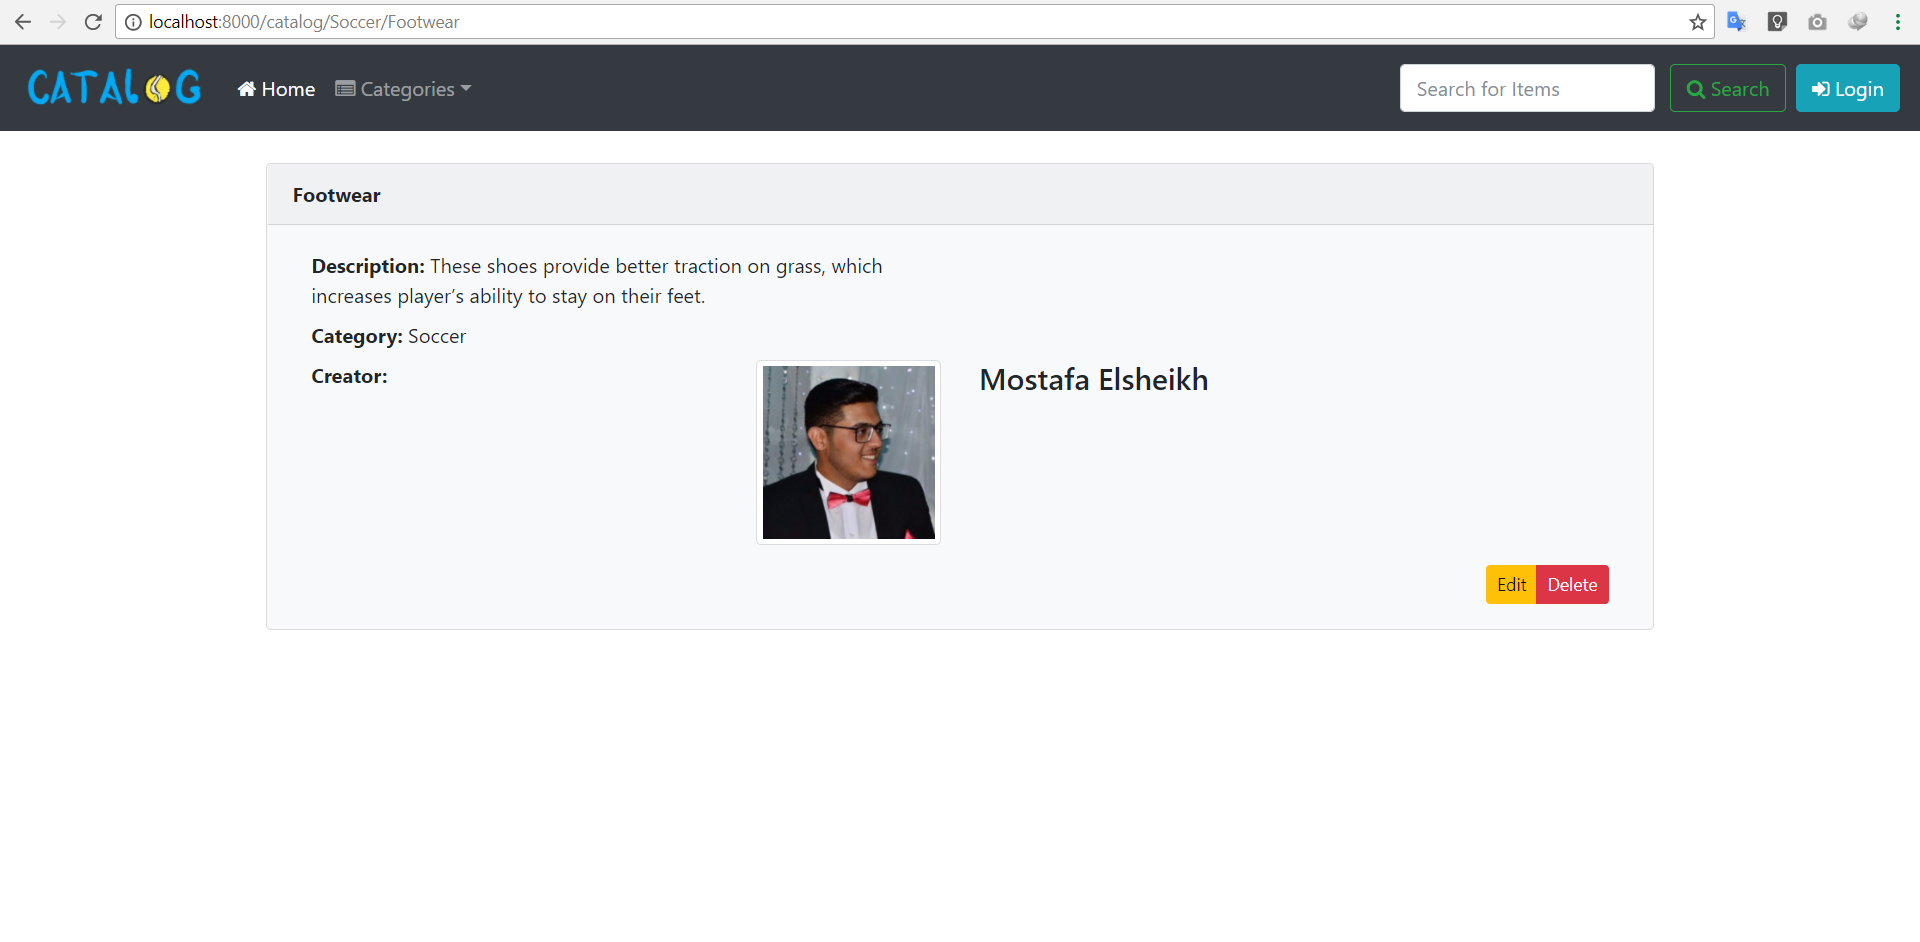 localhost:8000/catalog/Soccer/Footwear
CATALOG Home Categories Search for Items Search Login
Footwear
Description: These shoes provide better traction on grass, which
increases player’s ability to stay on their feet.
Category: Soccer
Creator: Mostafa Elsheikh
Edit Delete